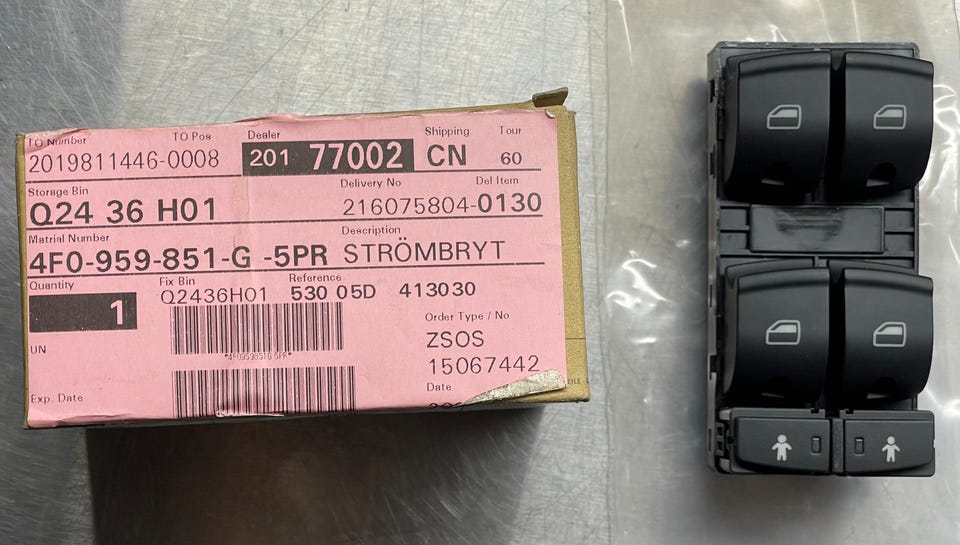 TO Number TO Pos Dealer Shipping Tour
2019811446-0008 201 77002 CN 60
Storage Bin Delivery No Del Item
Q24 36 H01 216075804-0130
Matrial Number Description
4F0-959-851-G -5PR STRÖMBRYT
Quantity Fix Bin Reference
1 Q2436H01 530 05D 413030
Order Type / No
*4F0959851G 5PR*
UN ZSOS
15067442
Exp. Date Date